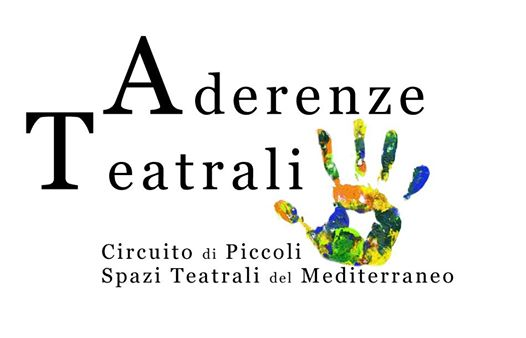 Aderenze
Teatrali
Circuito di Piccoli
Spazi Teatrali del Mediterraneo